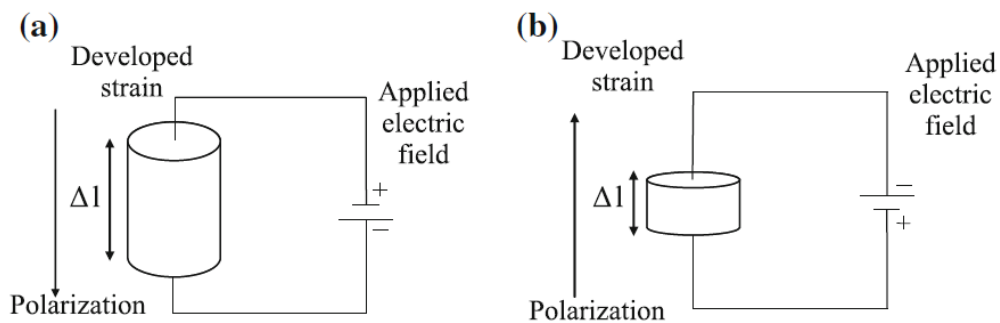 (a)
Developed
strain
Applied
electric
field
Δl
+
−
Polarization
(b)
Developed
strain
Applied
electric
field
Δl
−
+
Polarization